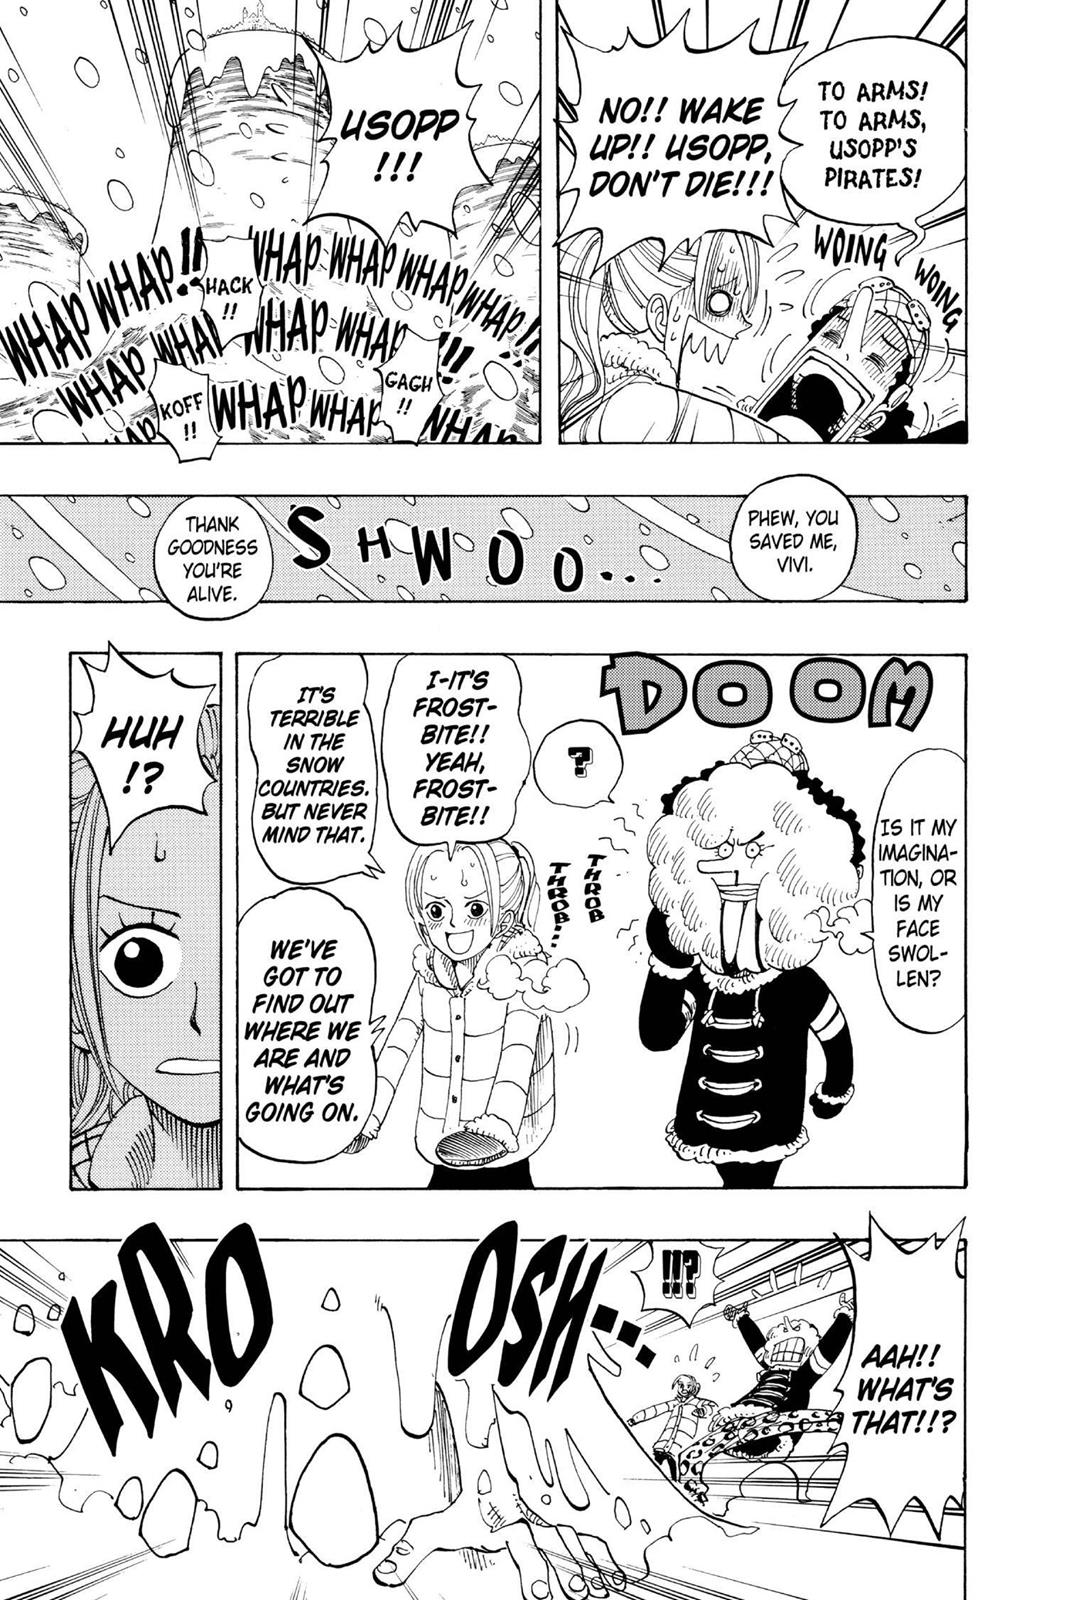 TO ARMS!
TO ARMS,
USOPP'S
PIRATES!
NO!! WAKE
UP!! USOPP,
DON'T DIE!!!
WOING
WOING
USOPP
!!!
WHAP WHAP WHAP WHAP
WHAP WHAP!!
HACK
!!
WHAP WHAP WHAP WHAP!!!
WHAP WHAP
GAGH
!!
KOFF
!!
WHAP WHAP
WHAP
PHEW, YOU
SAVED ME,
VIVI.
SHWOO...
THANK
GOODNESS
YOU'RE
ALIVE.
DOOM
IS IT MY
IMAGINA-
TION, OR
IS MY
FACE
SWOL-
LEN?
?
THROB
THROB...
I-IT'S
FROST-
BITE!!
YEAH,
FROST-
BITE!!
IT'S
TERRIBLE
IN THE
SNOW
COUNTRIES.
BUT NEVER
MIND THAT.
WE'VE
GOT TO
FIND OUT
WHERE WE
ARE AND
WHAT'S
GOING ON.
HUH
!?
AAH!!
WHAT'S
THAT!!?
!!!?
KRO
OSH...